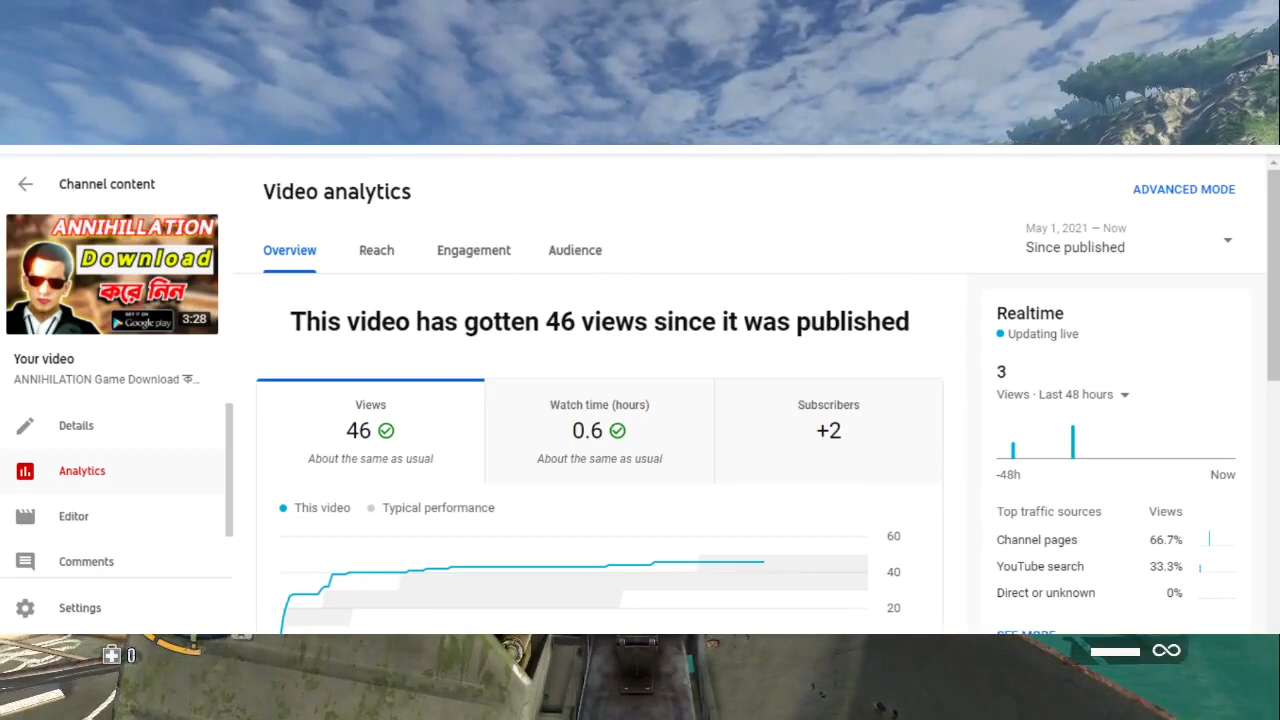 Channel content
ANNIHILLATION
Download
করে নিন
GET IT ON
Google play
3:28
Your video
ANNIHILATION Game Download ক...
Details
Analytics
Editor
Comments
Settings
Video analytics
ADVANCED MODE
Overview
Reach
Engagement
Audience
May 1, 2021 – Now
Since published
This video has gotten 46 views since it was published
Views
46
About the same as usual
Watch time (hours)
0.6
About the same as usual
Subscribers
+2
This video
Typical performance
60
40
20
Realtime
Updating live
3
Views · Last 48 hours
-48h
Now
Top traffic sources Views
Channel pages 66.7%
YouTube search 33.3%
Direct or unknown 0%
SEE MORE
0